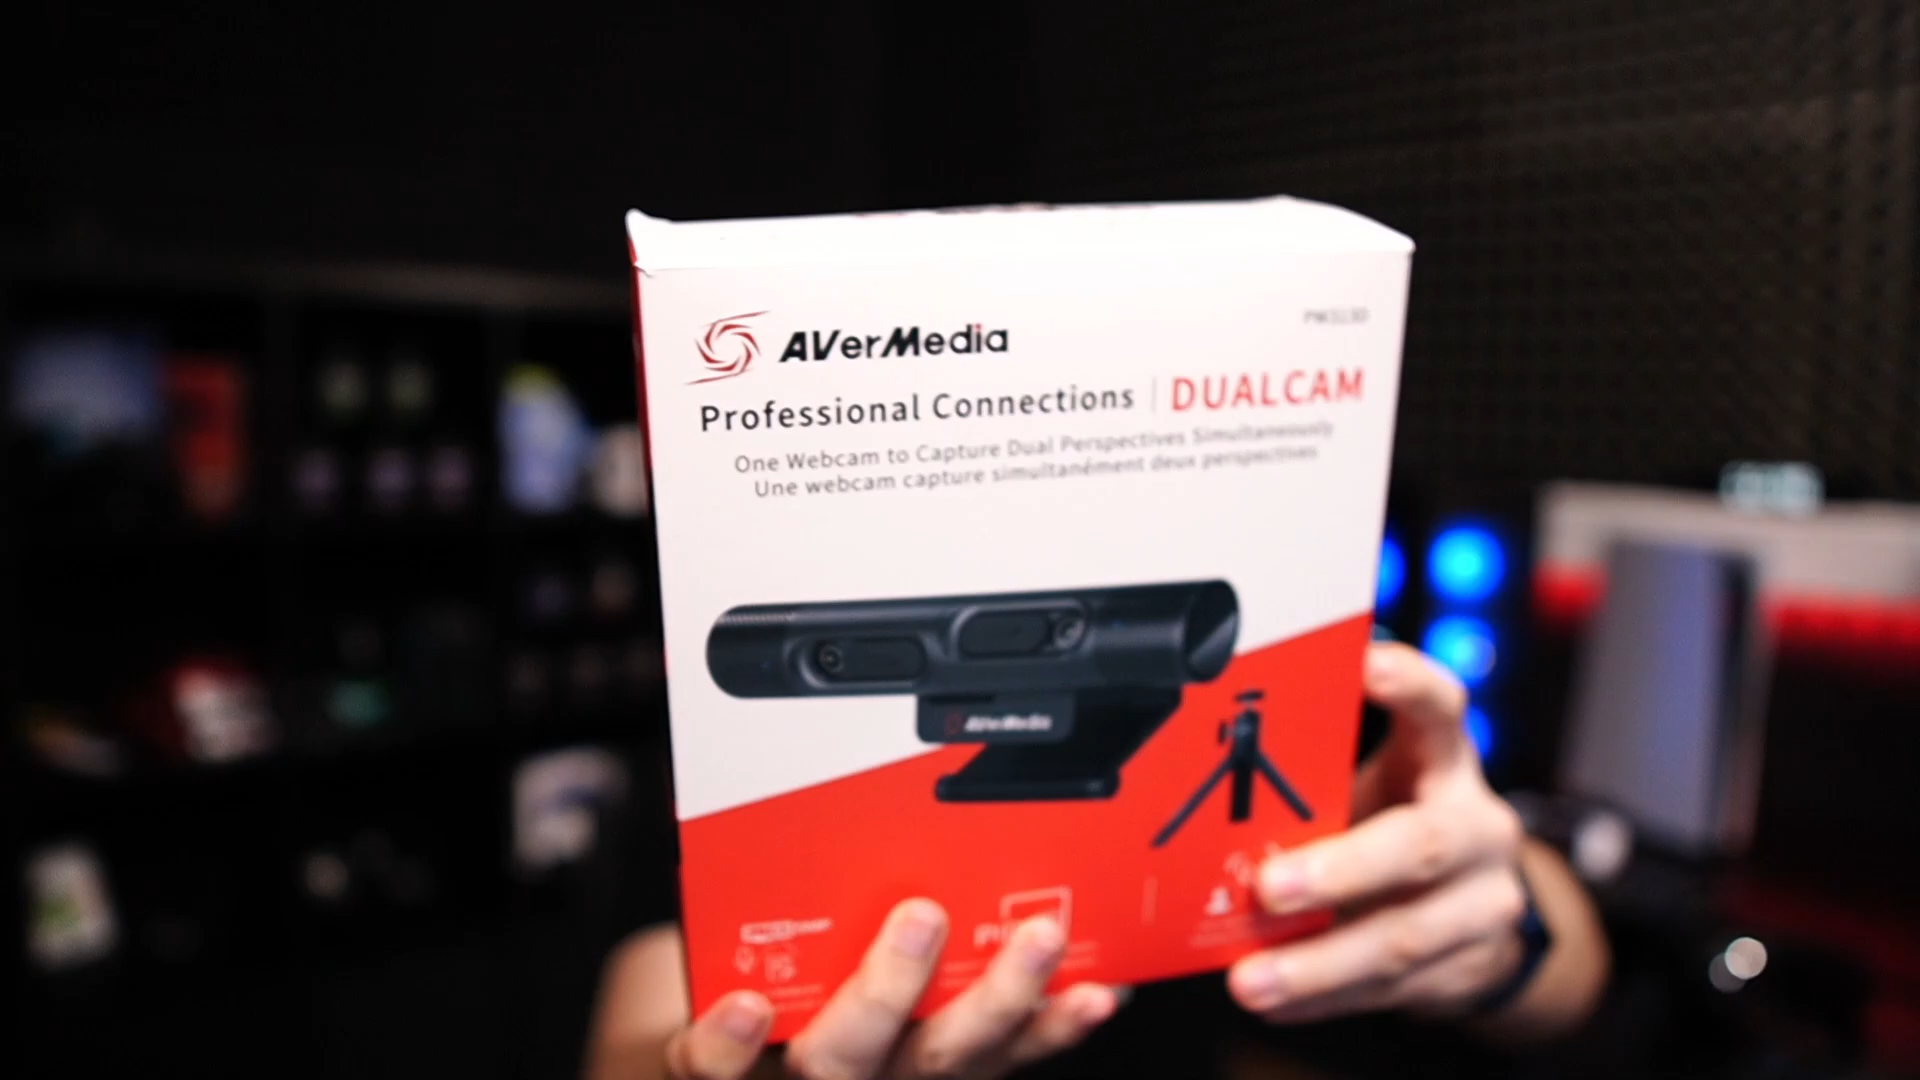 AVerMedia
Professional Connections | DUALCAM
One Webcam to Capture Dual Perspectives Simultaneously
Une webcam capture simultanément deux perspectives
AVerMedia